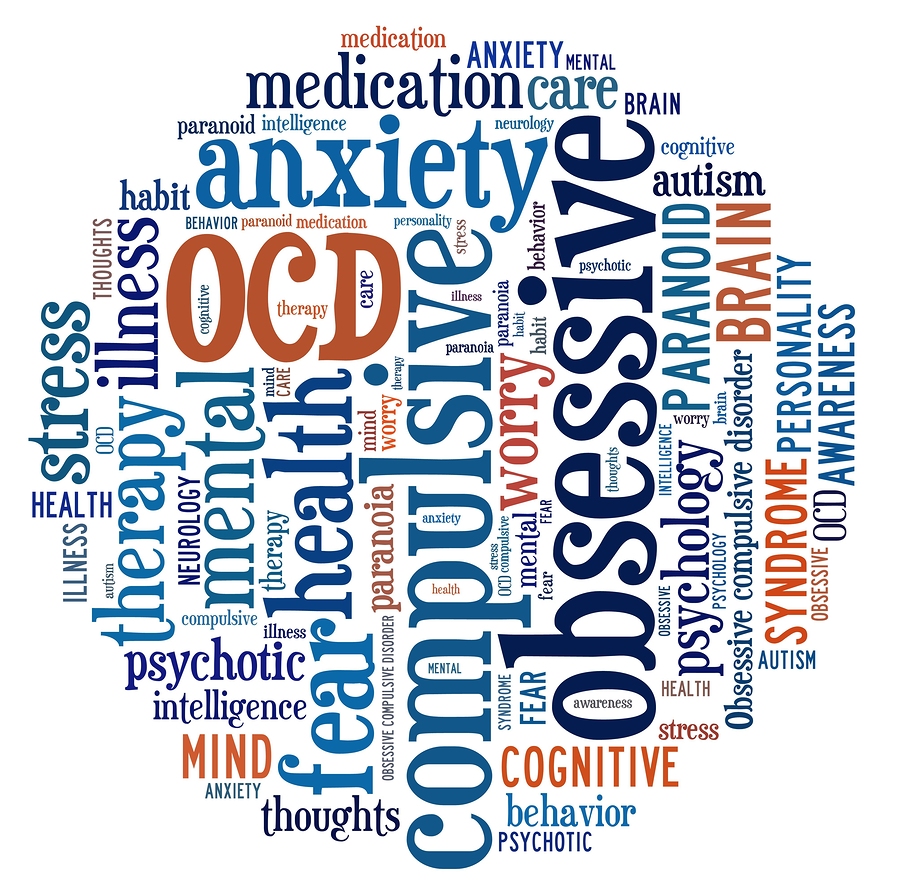 medication
ANXIETY
MENTAL
medication
care
BRAIN
paranoid
intelligence
neurology
anxiety
cognitive
habit
autism
BEHAVIOR
paranoid
medication
personality
stress
behavior
obsessive
psychotic
THOUGHTS
illness
OCD
cognitive
therapy
care
compulsive
illness
paranoia
habit
habit
paranoia
PARANOID
BRAIN
PERSONALITY
AWARENESS
stress
OCD
therapy
mental
mind
CARE
health
therapy
mind
worry
worry
worry
brain
INTELLIGENCE
thoughts
psychology
Obsessive compulsive disorder
SYNDROME
OCD
OBSESSIVE
HEALTH
ILLNESS
autism
NEUROLOGY
therapy
paranoia
anxiety
health
MENTAL
stress
OCD
compulsive
mental
FEAR
fear
OBSESSIVE
PSYCHOLOGY
compulsive
illness
fear
OBSESSIVE COMPULSIVE DISORDER
psychotic
intelligence
SYNDROME
FEAR
awareness
HEALTH
AUTISM
stress
MIND
ANXIETY
COGNITIVE
thoughts
behavior
PSYCHOTIC